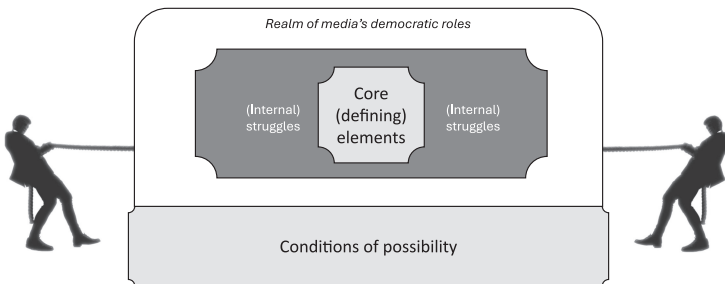 Realm of media's democratic roles
Core
(defining)
elements
(Internal)
struggles
(Internal)
struggles
Conditions of possibility